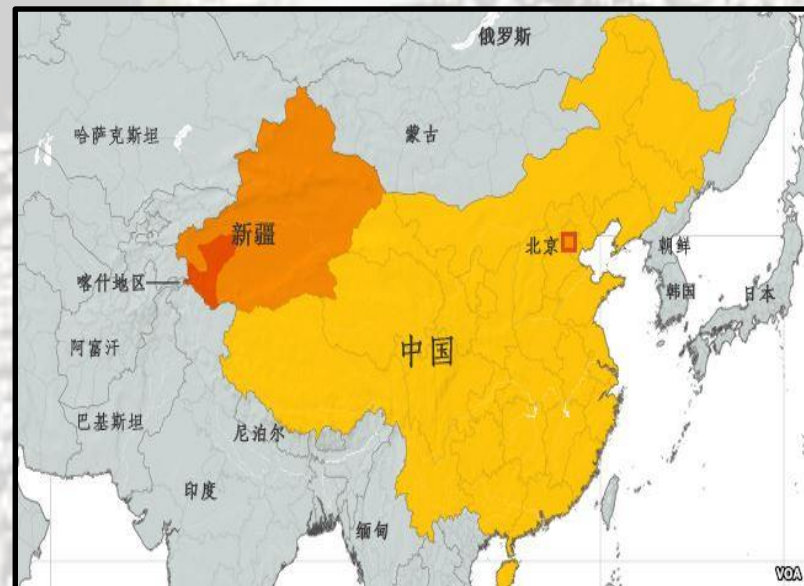 俄罗斯
哈萨克斯坦
蒙古
新疆
北京
朝鲜
喀什地区
韩国
日本
阿富汗
中国
巴基斯坦
尼泊尔
印度
缅甸
VOA